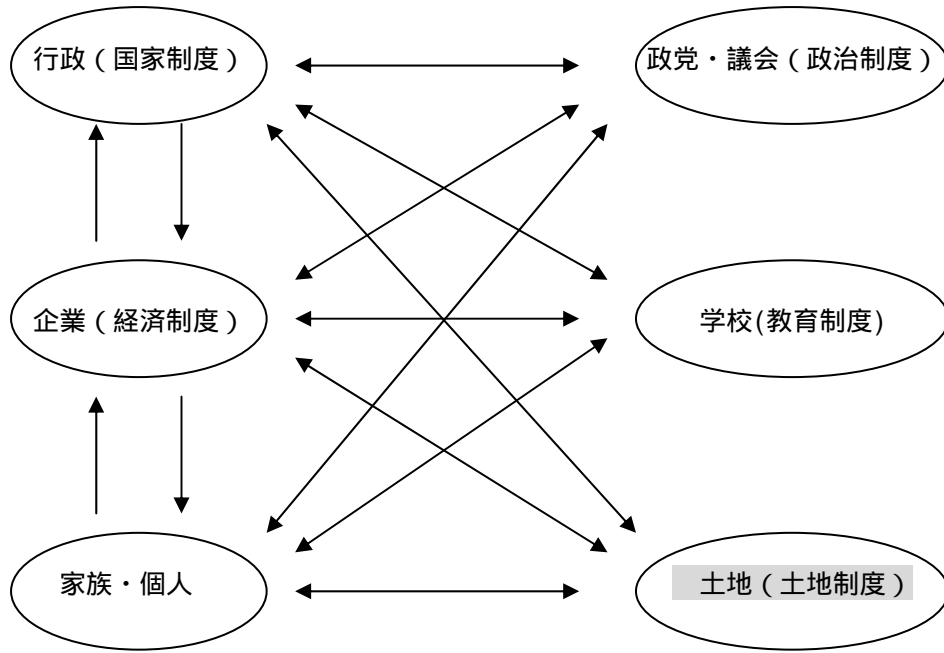 行政（国家制度）
政党・議会（政治制度）
企業（経済制度）
学校(教育制度)
家族・個人
土地（土地制度）